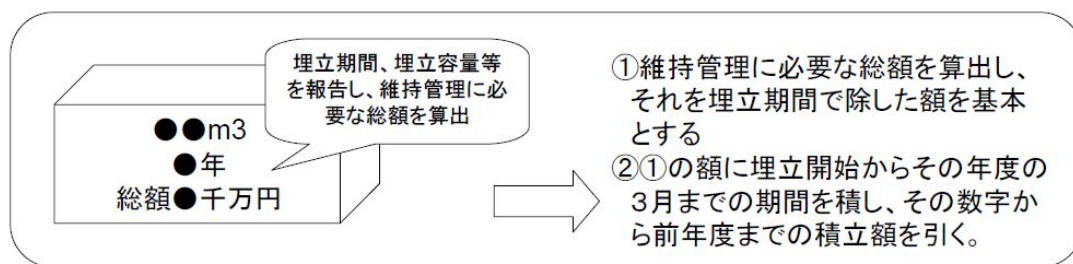 埋立期間、埋立容量等
を報告し、維持管理に必
要な総額を算出
●●m3
●年
総額●千万円
①維持管理に必要な総額を算出し、
それを埋立期間で除した額を基本
とする
②①の額に埋立開始からその年度の
3月までの期間を積し、その数字か
ら前年度までの積立額を引く。